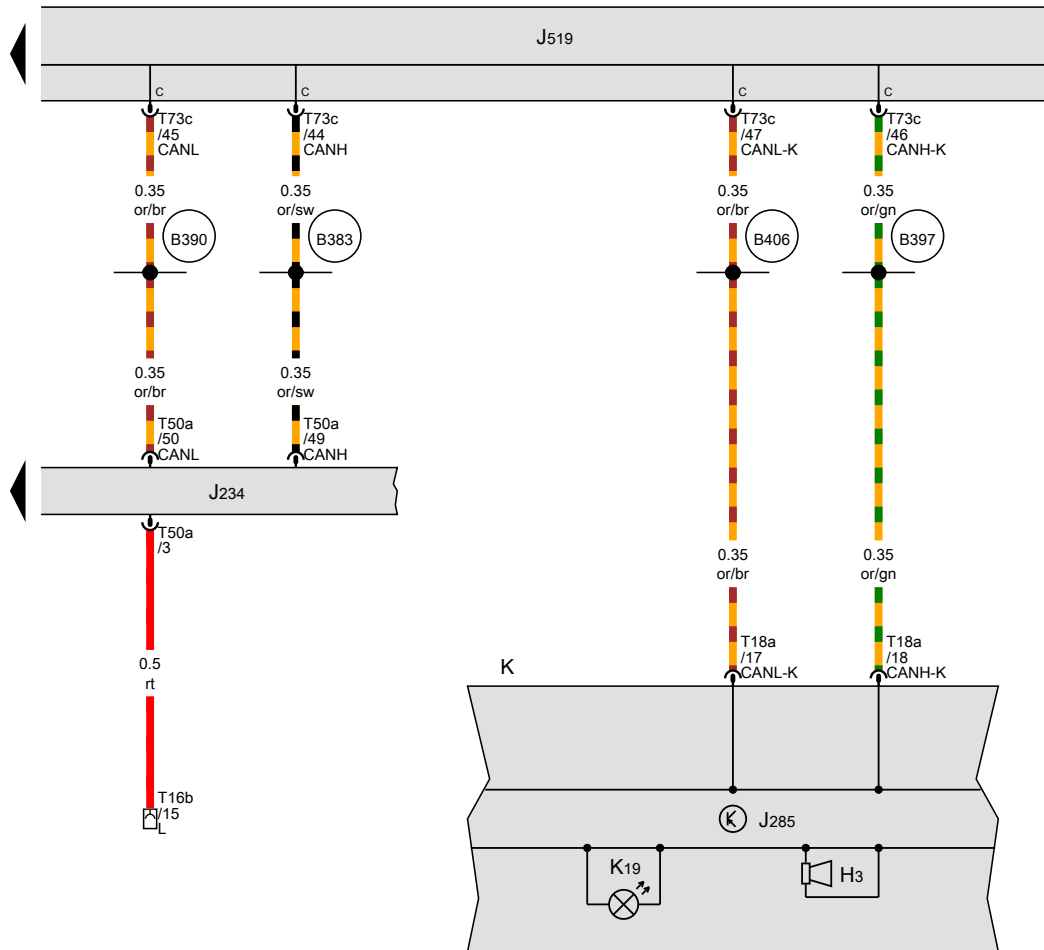 J519
C
C
C
C
T73c
/45
CANL
T73c
/44
CANH
T73c
/47
CANL-K
T73c
/46
CANH-K
0.35
or/br
0.35
or/sw
0.35
or/br
0.35
or/gn
B390
B383
B406
B397
0.35
or/br
0.35
or/sw
T50a
/50
CANL
T50a
/49
CANH
J234
T50a
/3
0.35
or/br
0.35
or/gn
0.5
rt
K
T18a
/17
CANL-K
T18a
/18
CANH-K
T16b
/15
L
J285
K19
H3